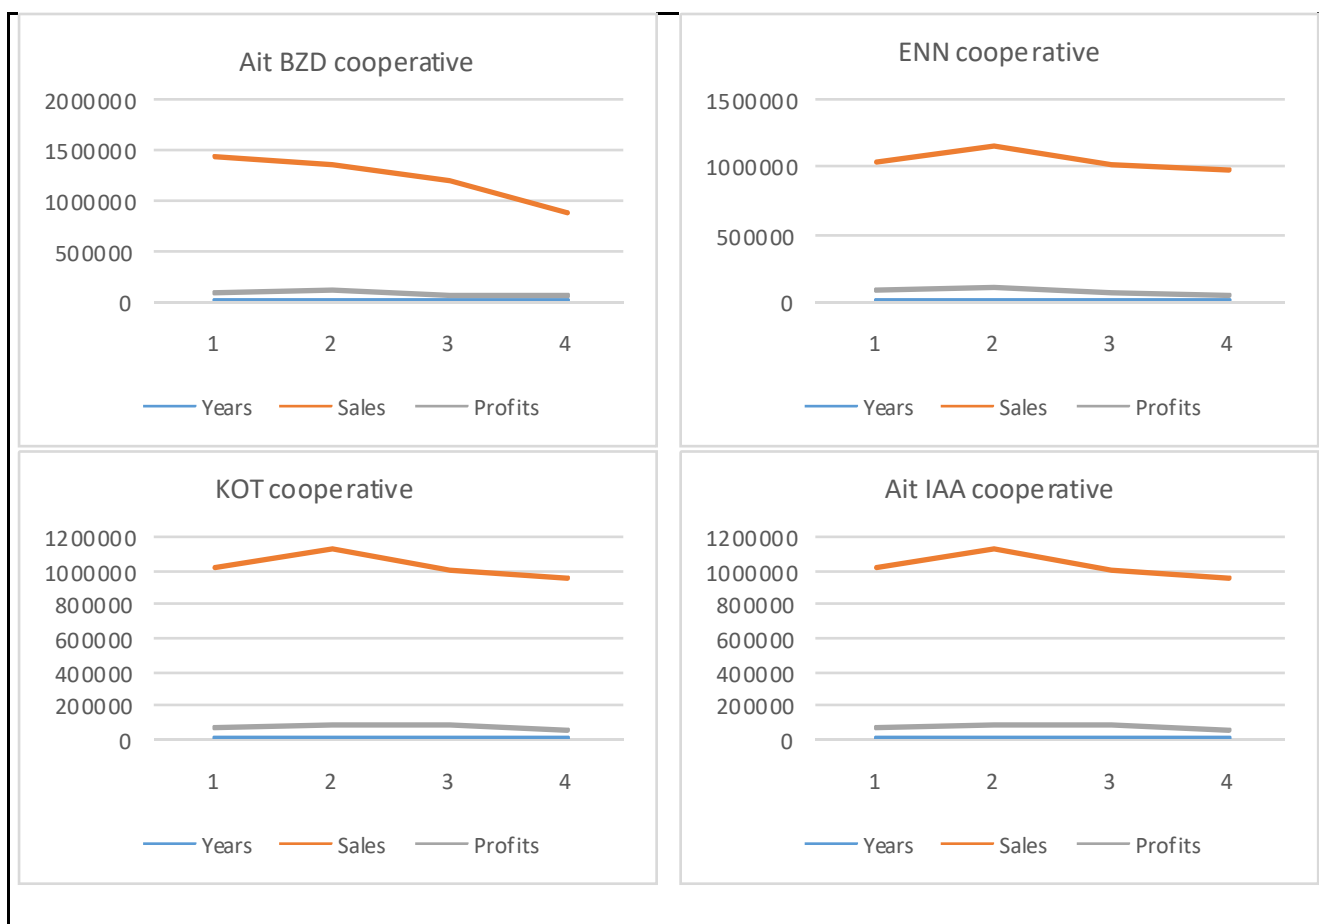 Ait BZD cooperative
2000000
1500000
1000000
500000
0
1 2 3 4
Years Sales Profits
ENN cooperative
1500000
1000000
500000
0
1 2 3 4
Years Sales Profits
KOT cooperative
1200000
1000000
800000
600000
400000
200000
0
1 2 3 4
Years Sales Profits
Ait IAA cooperative
1200000
1000000
800000
600000
400000
200000
0
1 2 3 4
Years Sales Profits